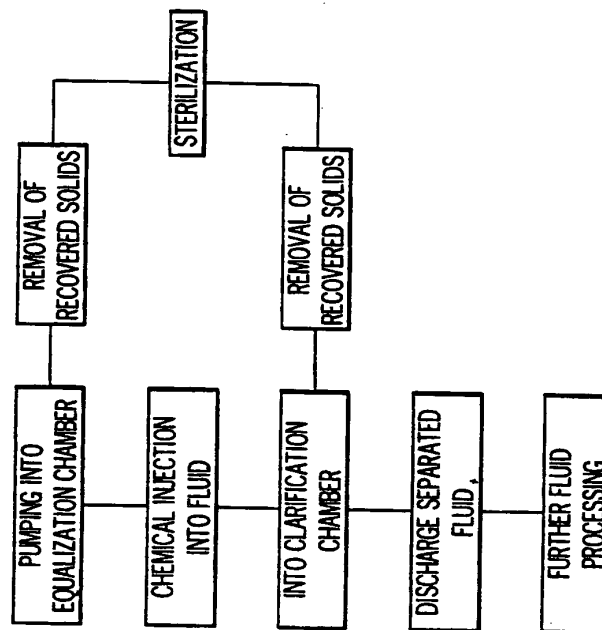 PUMPING INTO
EQUALIZATION CHAMBER
CHEMICAL INJECTION
INTO FLUID
INTO CLARIFICATION
CHAMBER
DISCHARGE SEPARATED
FLUID
FURTHER FLUID
PROCESSING
REMOVAL OF
RECOVERED SOLIDS
REMOVAL OF
RECOVERED SOLIDS
STERILIZATION